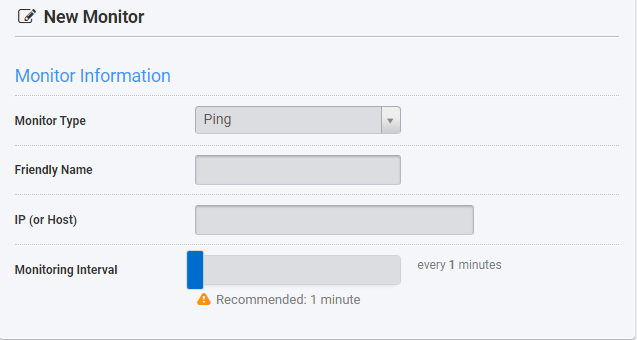 New Monitor
Monitor Information
Monitor Type
Ping
Friendly Name
IP (or Host)
Monitoring Interval
every 1 minutes
Recommended: 1 minute